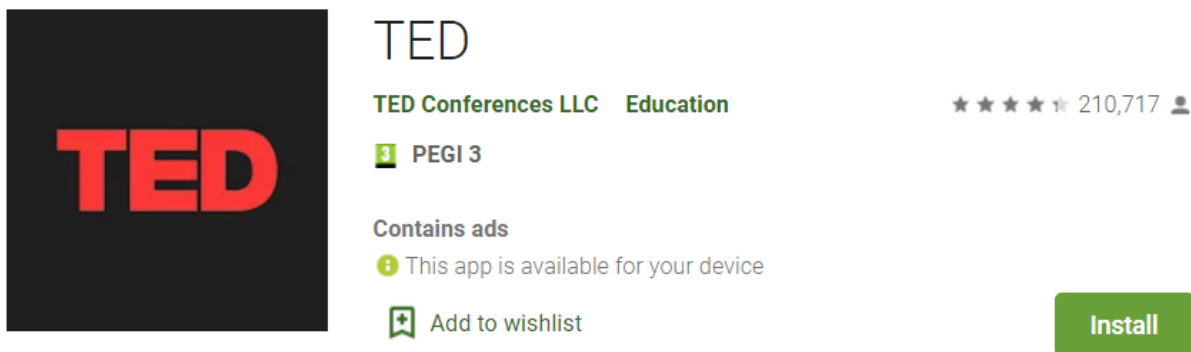 TED
TED
TED Conferences LLC Education 210,717
3 PEGI 3
Contains ads
This app is available for your device
Add to wishlist
Install